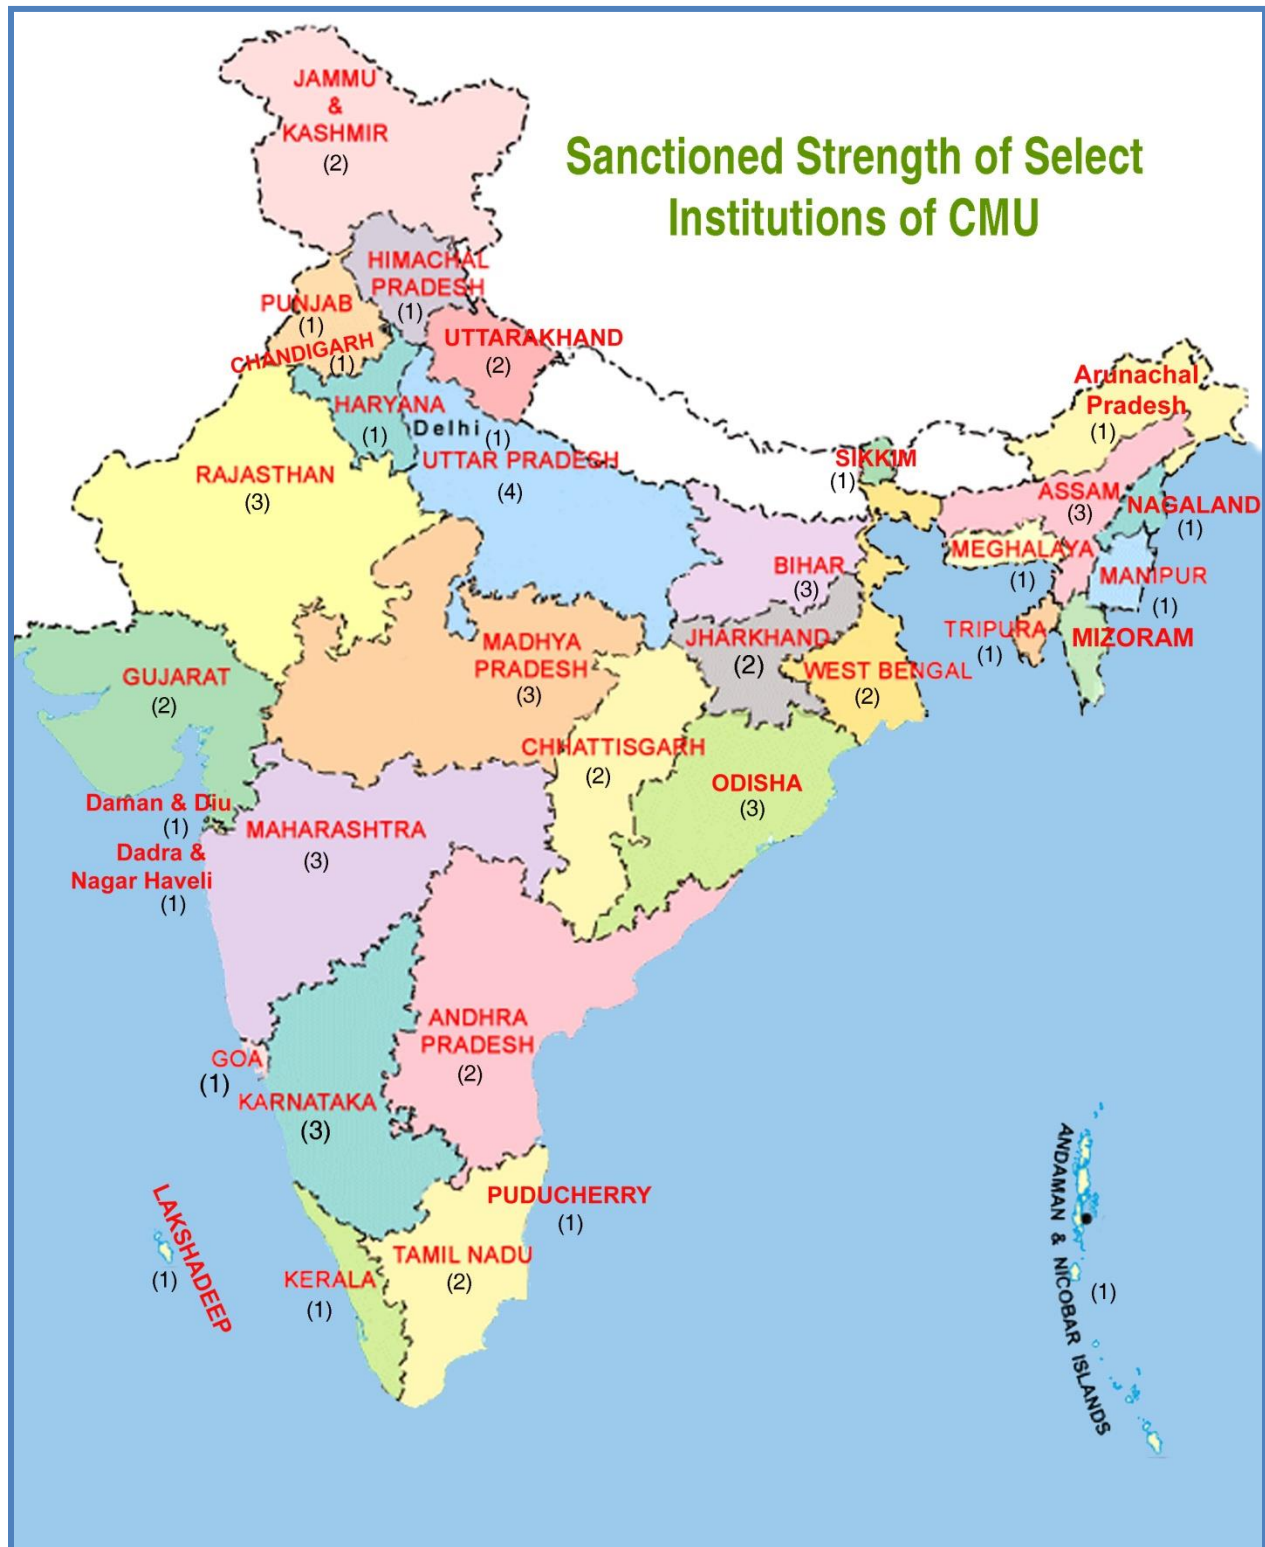 Sanctioned Strength of Select
Institutions of CMU
JAMMU
&
KASHMIR
(2)
HIMACHAL
PRADESH
(1)
PUNJAB
(1)
CHANDIGARH
(1)
UTTARAKHAND
(2)
HARYANA
(1)
Delhi (1)
UTTAR PRADESH
(4)
RAJASTHAN
(3)
Arunachal
Pradesh
(1)
SIKKIM
(1)
ASSAM
(3)
NAGALAND
(1)
MEGHALAYA
(1)
MANIPUR
(1)
BIHAR
(3)
TRIPURA
(1)
MIZORAM
JHARKHAND
(2)
WEST BENGAL
(2)
MADHYA
PRADESH
(3)
GUJARAT
(2)
CHHATTISGARH
(2)
ODISHA
(3)
Daman & Diu
(1)
Dadra &
Nagar Haveli
(1)
MAHARASHTRA
(3)
ANDHRA
PRADESH
(2)
GOA
(1)
KARNATAKA
(3)
PUDUCHERRY
(1)
TAMIL NADU
(2)
KERALA
(1)
LAKSHADEEP
(1)
ANDAMAN & NICOBAR ISLANDS
(1)